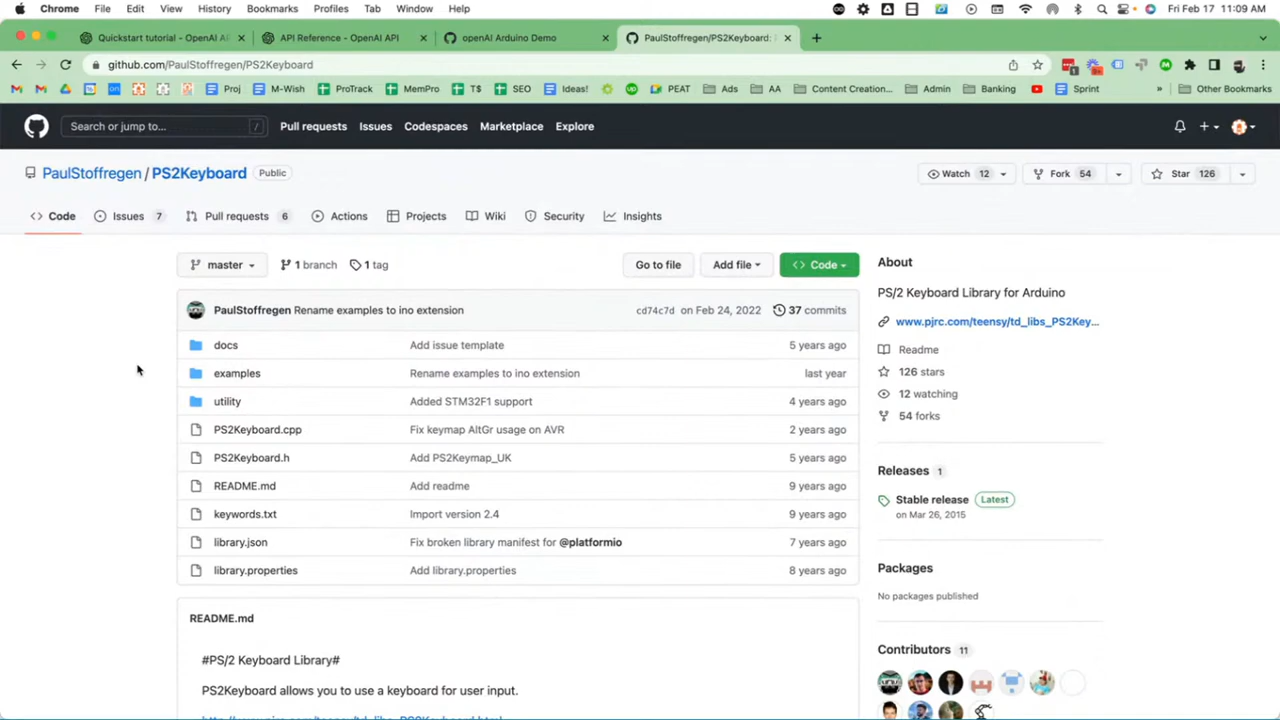 Chrome File Edit View History Bookmarks Profiles Tab Window Help Fri Feb 17 11:09 AM
Quickstart tutorial - OpenAI AP API Reference - OpenAI API openAI Arduino Demo PaulStoffregen/PS2Keyboard:
github.com/PaulStoffregen/PS2Keyboard
Proj M-Wish ProTrack MemPro T$ SEO Ideas! PEAT Ads AA Content Creation... Admin Banking Sprint » Other Bookmarks
Search or jump to... / Pull requests Issues Codespaces Marketplace Explore
PaulStoffregen / PS2Keyboard Public Watch 12 Fork 54 Star 126
Code Issues 7 Pull requests 6 Actions Projects Wiki Security Insights
master 1 branch 1 tag Go to file Add file Code
PaulStoffregen Rename examples to ino extension cd74c7d on Feb 24, 2022 37 commits
docs Add issue template 5 years ago
examples Rename examples to ino extension last year
utility Added STM32F1 support 4 years ago
PS2Keyboard.cpp Fix keymap AltGr usage on AVR 2 years ago
PS2Keyboard.h Add PS2Keymap_UK 5 years ago
README.md Add readme 9 years ago
keywords.txt Import version 2.4 9 years ago
library.json Fix broken library manifest for @platformio 7 years ago
library.properties Add library.properties 8 years ago
README.md
#PS/2 Keyboard Library#
PS2Keyboard allows you to use a keyboard for user input.
http://www.pjrc.com/teensy/td_libs_PS2Keyboard.html
About
PS/2 Keyboard Library for Arduino
www.pjrc.com/teensy/td_libs_PS2Key...
Readme
126 stars
12 watching
54 forks
Releases 1
Stable release Latest
on Mar 26, 2015
Packages
No packages published
Contributors 11